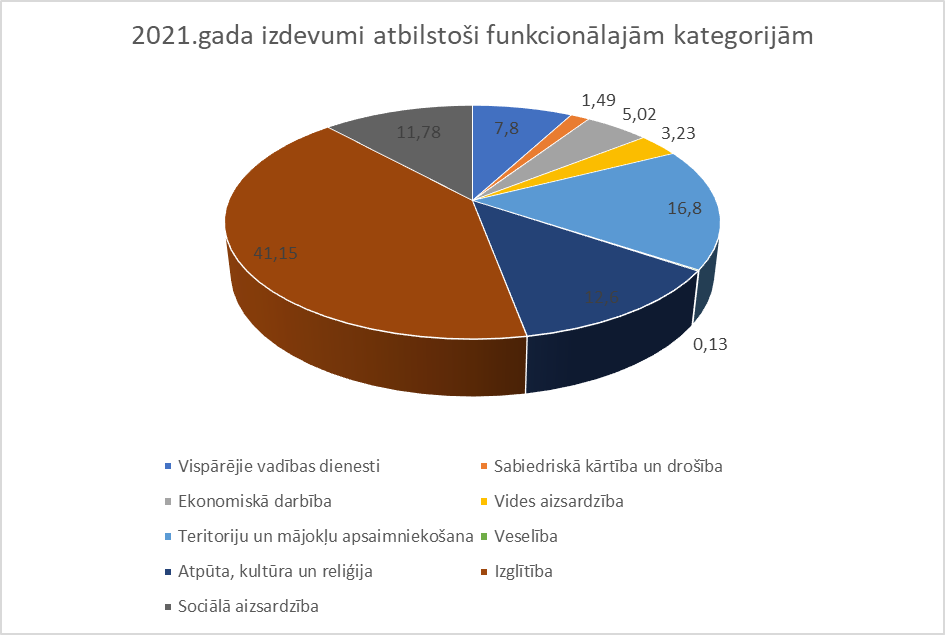 2021.gada izdevumi atbilstoši funkcionālajām kategorijām
1,49
5,02
3,23
7,8
11,78
16,8
41,15
0,13
Vispārējie vadības dienesti
Sabiedriskā kārtība un drošība
Ekonomiskā darbība
Vides aizsardzība
Teritoriju un mājokļu apsaimniekošana
Veselība
Atpūta, kultūra un reliģija
Izglītība
Sociālā aizsardzība